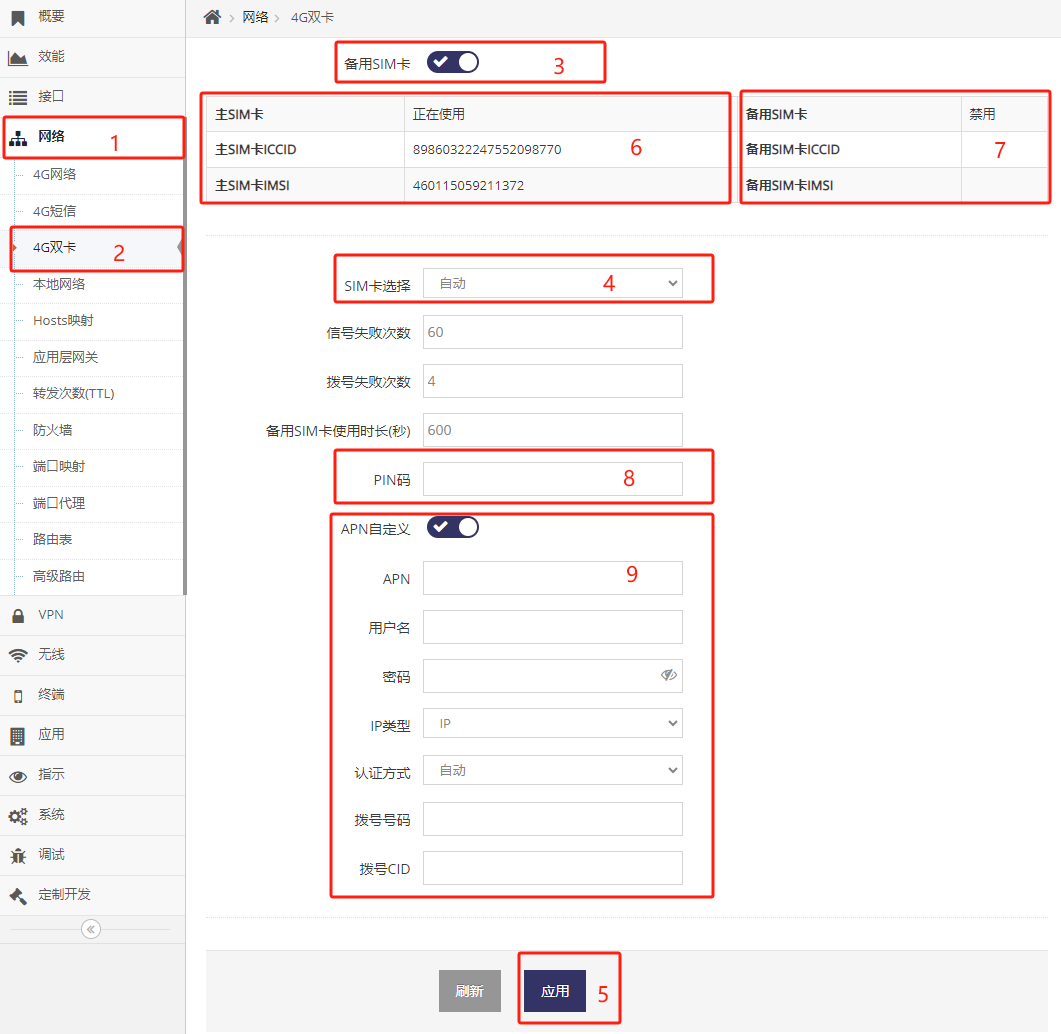 概要
效能
接口
网络 1
4G网络
4G短信
4G双卡 2
本地网络
Hosts映射
应用层网关
转发次数(TTL)
防火墙
端口映射
端口代理
路由表
高级路由
VPN
无线
终端
应用
指示
系统
调试
定制开发
网络 4G双卡
备用SIM卡 3
主SIM卡 正在使用 备用SIM卡 禁用
主SIM卡ICCID 89860322247552098770 6 备用SIM卡ICCID 7
主SIM卡IMSI 460115059211372 备用SIM卡IMSI
SIM卡选择 自动 4
信号失败次数 60
拨号失败次数 4
备用SIM卡使用时长(秒) 600
PIN码 8
APN自定义
APN 9
用户名
密码
IP类型 IP
认证方式 自动
拨号号码
拨号CID
刷新 应用 5